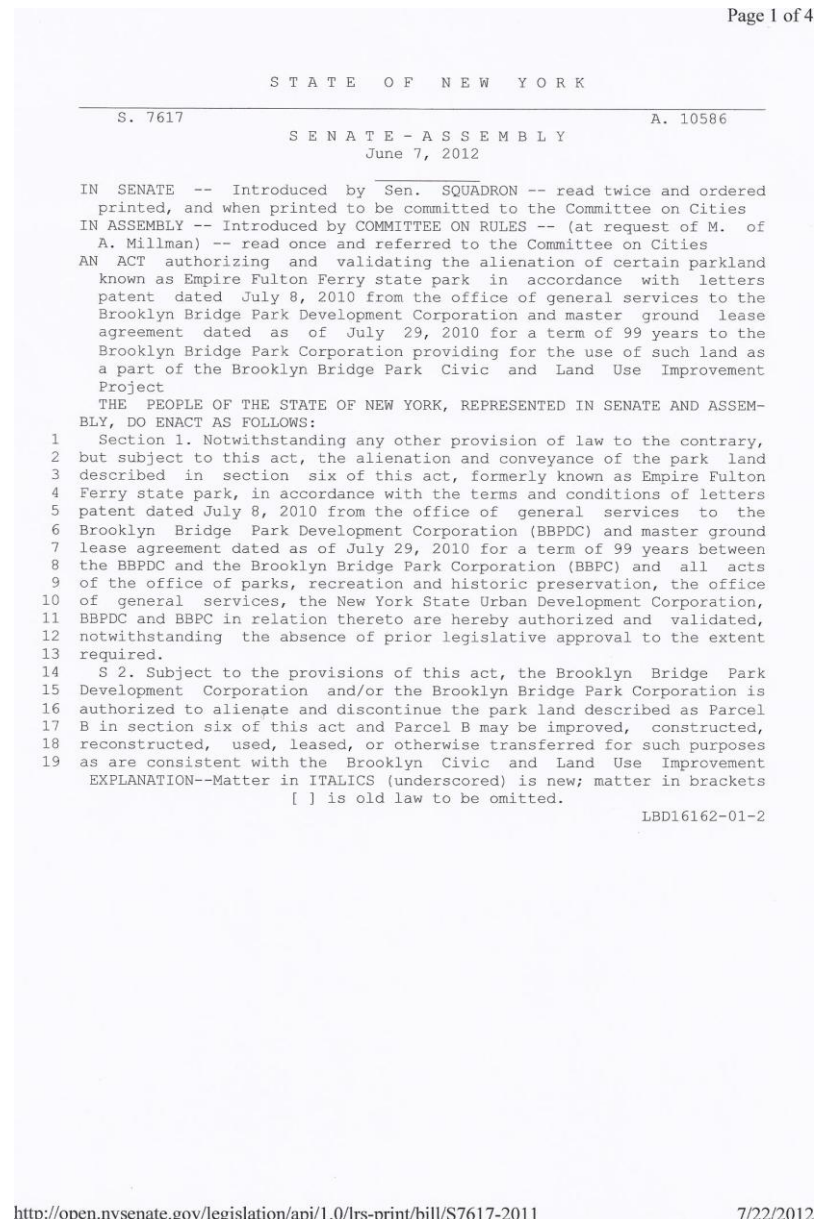 Page 1 of 4
S T A T E   O F   N E W   Y O R K
S. 7617                                                  A. 10586
S E N A T E - A S S E M B L Y
June 7, 2012
IN SENATE -- Introduced by Sen. SQUADRON -- read twice and ordered
printed, and when printed to be committed to the Committee on Cities
IN ASSEMBLY -- Introduced by COMMITTEE ON RULES -- (at request of M. of
A. Millman) -- read once and referred to the Committee on Cities
AN ACT authorizing and validating the alienation of certain parkland
known as Empire Fulton Ferry state park in accordance with letters
patent dated July 8, 2010 from the office of general services to the
Brooklyn Bridge Park Development Corporation and master ground lease
agreement dated as of July 29, 2010 for a term of 99 years to the
Brooklyn Bridge Park Corporation providing for the use of such land as
a part of the Brooklyn Bridge Park Civic and Land Use Improvement
Project
THE PEOPLE OF THE STATE OF NEW YORK, REPRESENTED IN SENATE AND ASSEM-
BLY, DO ENACT AS FOLLOWS:
1 Section 1. Notwithstanding any other provision of law to the contrary,
2 but subject to this act, the alienation and conveyance of the park land
3 described in section six of this act, formerly known as Empire Fulton
4 Ferry state park, in accordance with the terms and conditions of letters
5 patent dated July 8, 2010 from the office of general services to the
6 Brooklyn Bridge Park Development Corporation (BBPDC) and master ground
7 lease agreement dated as of July 29, 2010 for a term of 99 years between
8 the BBPDC and the Brooklyn Bridge Park Corporation (BBPC) and all acts
9 of the office of parks, recreation and historic preservation, the office
10 of general services, the New York State Urban Development Corporation,
11 BBPDC and BBPC in relation thereto are hereby authorized and validated,
12 notwithstanding the absence of prior legislative approval to the extent
13 required.
14 S 2. Subject to the provisions of this act, the Brooklyn Bridge Park
15 Development Corporation and/or the Brooklyn Bridge Park Corporation is
16 authorized to alienate and discontinue the park land described as Parcel
17 B in section six of this act and Parcel B may be improved, constructed,
18 reconstructed, used, leased, or otherwise transferred for such purposes
19 as are consistent with the Brooklyn Civic and Land Use Improvement
EXPLANATION--Matter in ITALICS (underscored) is new; matter in brackets
[ ] is old law to be omitted.
LBD16162-01-2
http://open.nysenate.gov/legislation/api/1.0/lrs-print/bill/S7617-2011                    7/22/2012